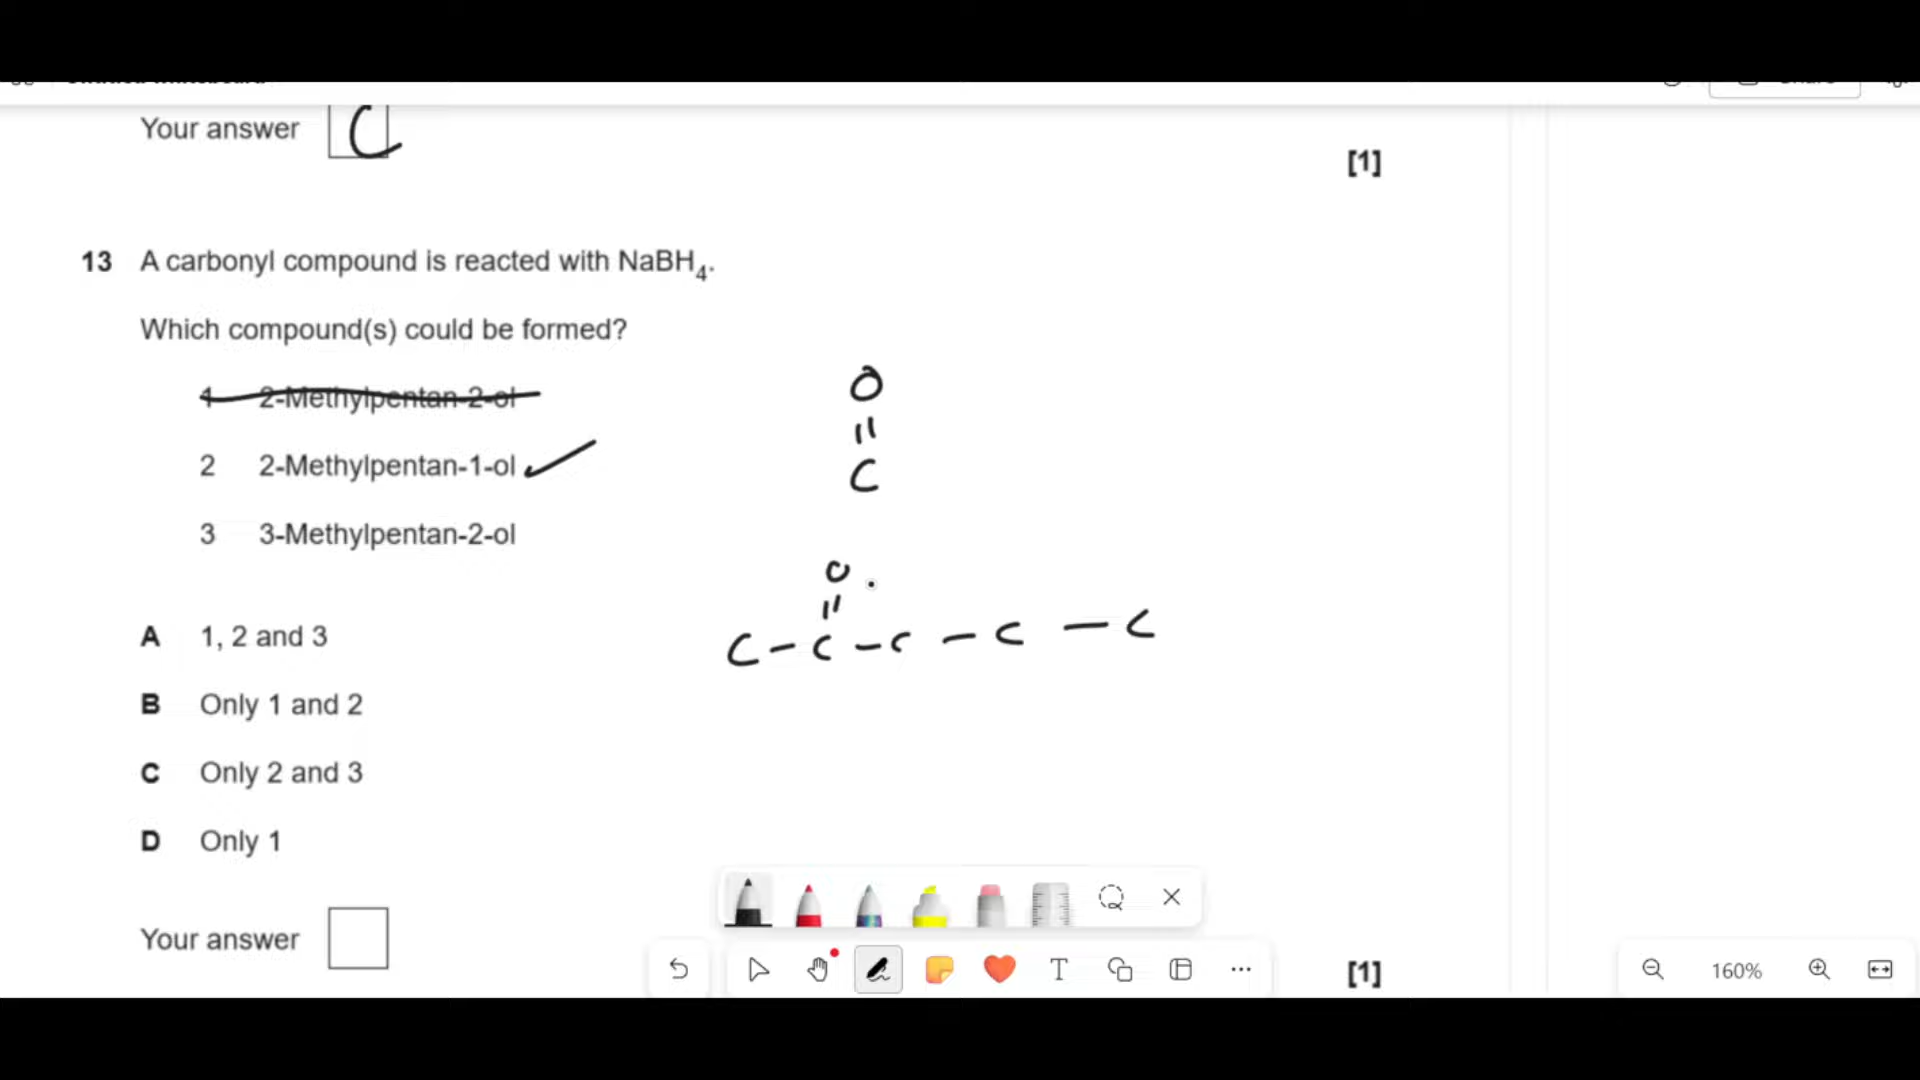 Your answer C
[1]
13 A carbonyl compound is reacted with NaBH₄.
Which compound(s) could be formed?
1 2-Methylpentan-2-ol
2 2-Methylpentan-1-ol
3 3-Methylpentan-2-ol
O
=
C
O
=
C - C - C - C - C
A 1, 2 and 3
B Only 1 and 2
C Only 2 and 3
D Only 1
Your answer
[1]
T
160%